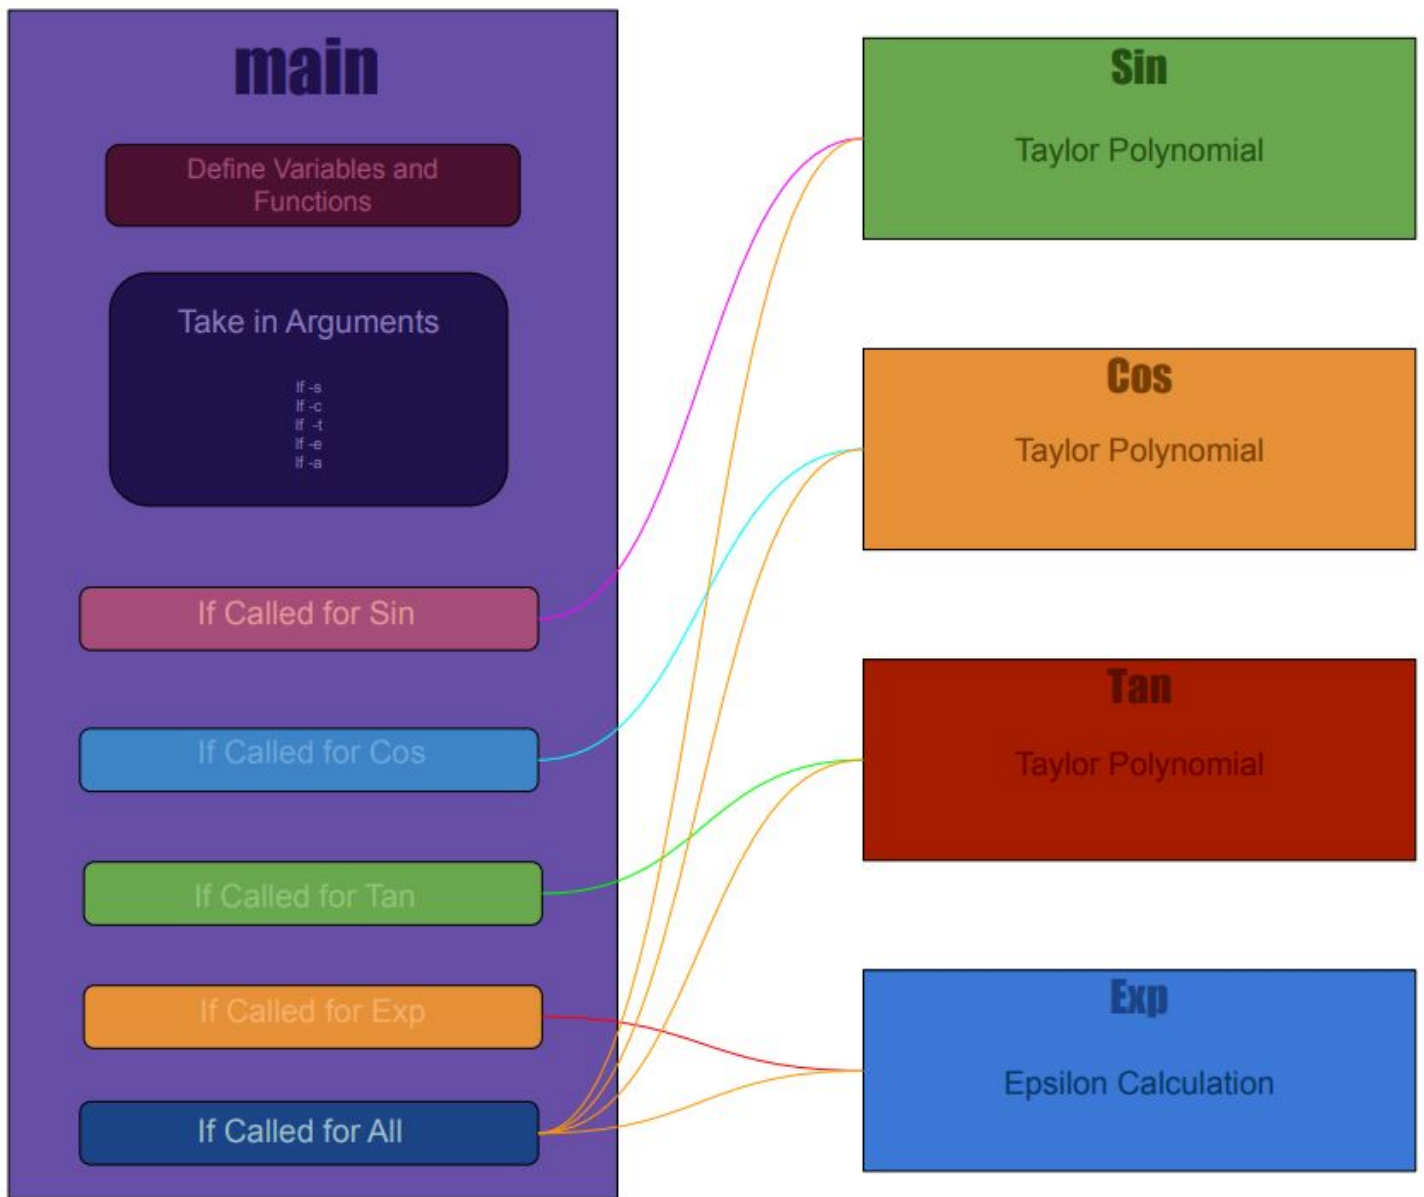 main
Define Variables and
Functions
Take in Arguments
If -s
If -c
If -t
If -e
If -a
If Called for Sin
If Called for Cos
If Called for Tan
If Called for Exp
If Called for All
Sin
Taylor Polynomial
Cos
Taylor Polynomial
Tan
Taylor Polynomial
Exp
Epsilon Calculation